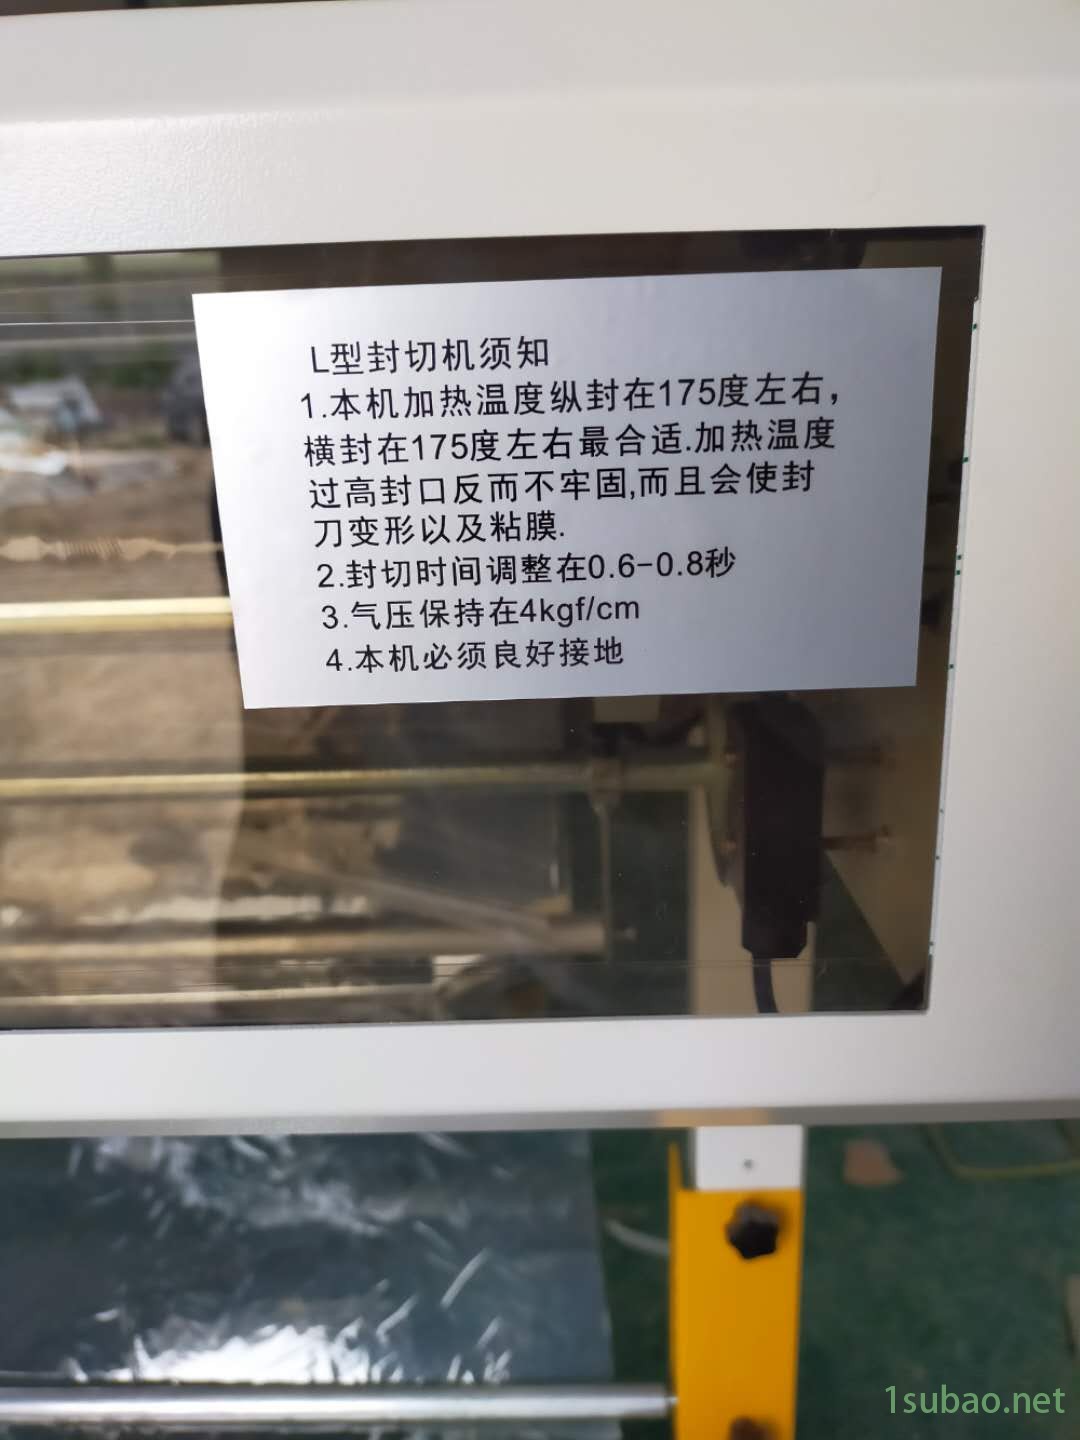 L型封切机须知
1.本机加热温度纵封在175度左右，
横封在175度左右最合适.加热温度
过高封口反而不牢固,而且会使封
刀变形以及粘膜.
2.封切时间调整在0.6-0.8秒
3.气压保持在4kgf/cm
4.本机必须良好接地
1subao.net